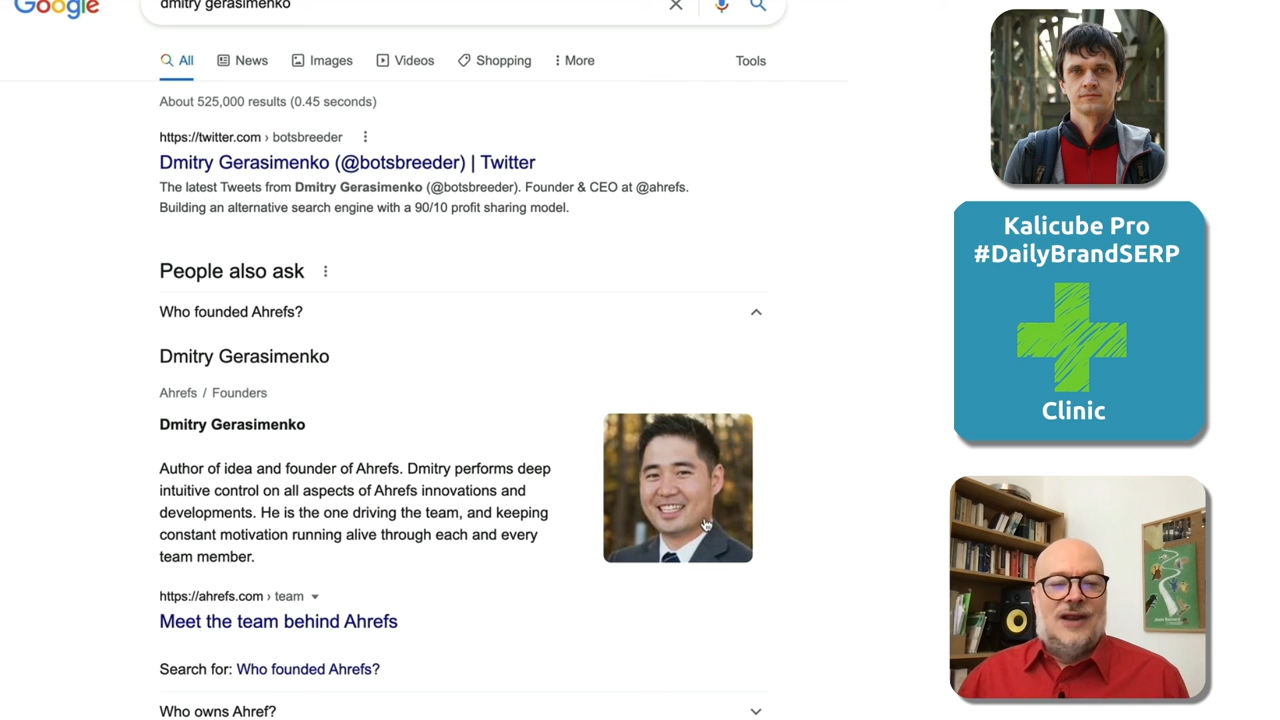 Google
dmitry gerasimenko
All
News
Images
Videos
Shopping
More
Tools
About 525,000 results (0.45 seconds)
https://twitter.com › botsbreeder
Dmitry Gerasimenko (@botsbreeder) | Twitter
The latest Tweets from Dmitry Gerasimenko (@botsbreeder). Founder & CEO at @ahrefs.
Building an alternative search engine with a 90/10 profit sharing model.
People also ask
Who founded Ahrefs?
Dmitry Gerasimenko
Ahrefs / Founders
Dmitry Gerasimenko
Author of idea and founder of Ahrefs. Dmitry performs deep
intuitive control on all aspects of Ahrefs innovations and
developments. He is the one driving the team, and keeping
constant motivation running alive through each and every
team member.
https://ahrefs.com › team
Meet the team behind Ahrefs
Search for: Who founded Ahrefs?
Who owns Ahref?
Kalicube Pro
#DailyBrandSERP
Clinic